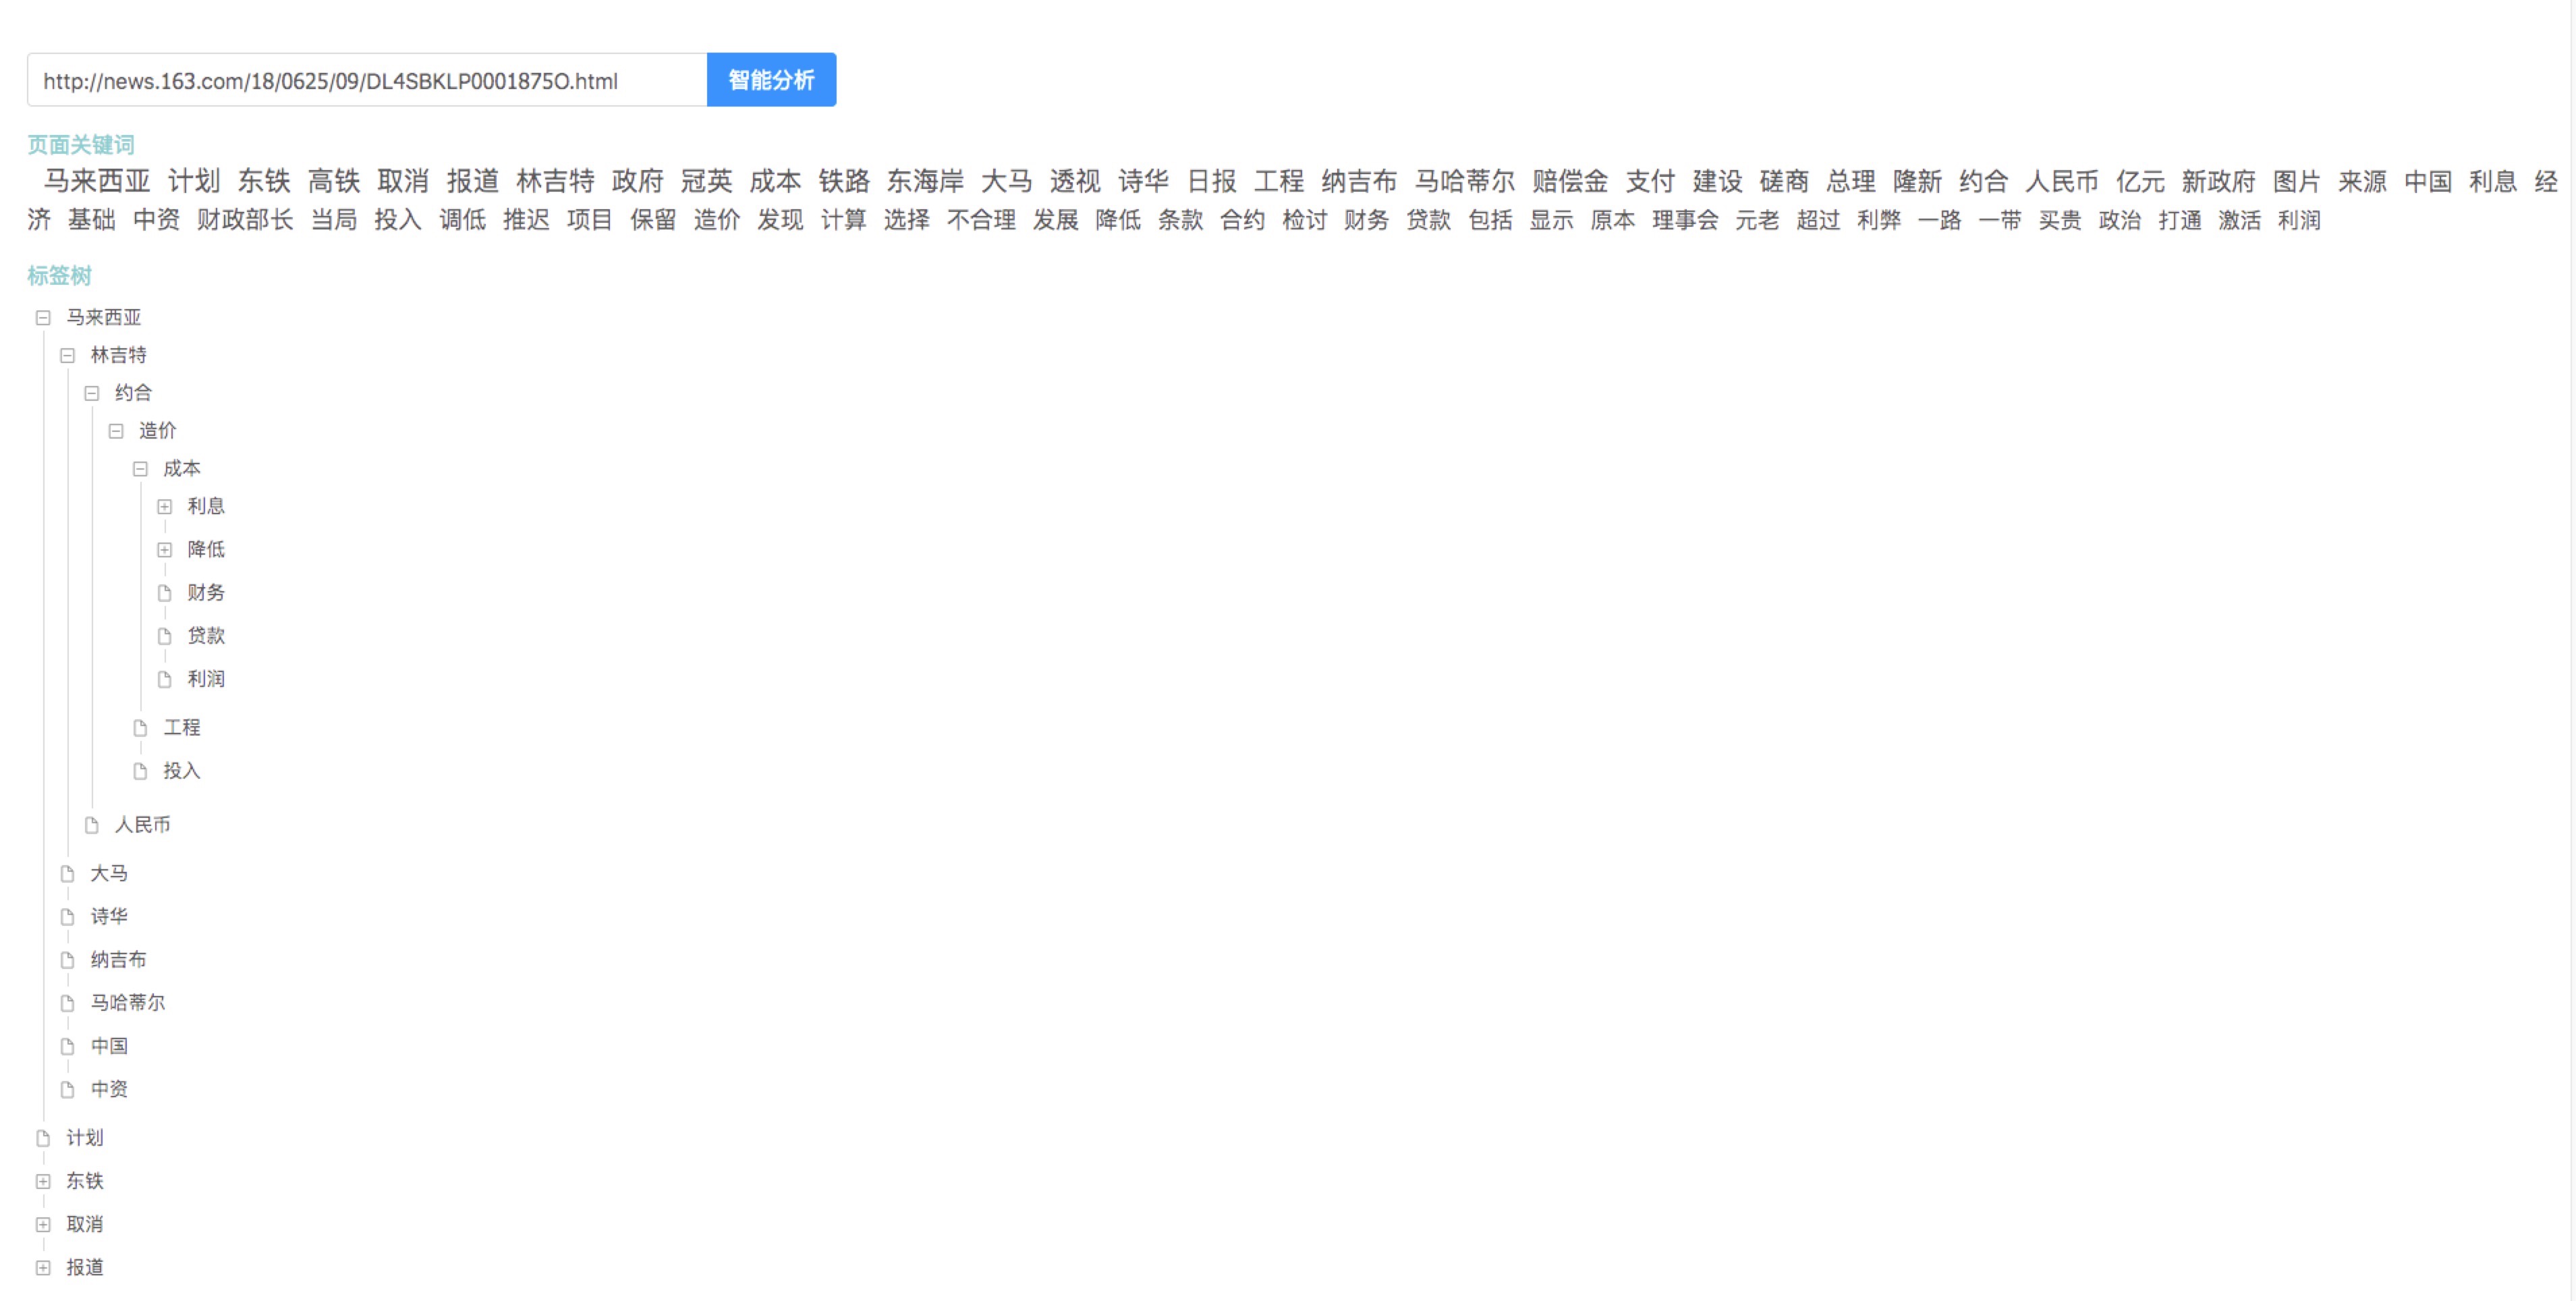 http://news.163.com/18/0625/09/DL4SBKLP0001875O.html 智能分析
页面关键词
马来西亚 计划 东铁 高铁 取消 报道 林吉特 政府 冠英 成本 铁路 东海岸 大马 透视 诗华 日报 工程 纳吉布 马哈蒂尔 赔偿金 支付 建设 磋商 总理 隆新 约合 人民币 亿元 新政府 图片 来源 中国 利息 经
济 基础 中资 财政部长 当局 投入 调低 推迟 项目 保留 造价 发现 计算 选择 不合理 发展 降低 条款 合约 检讨 财务 贷款 包括 显示 原本 理事会 元老 超过 利弊 一路 一带 买贵 政治 打通 激活 利润
标签树
马来西亚
林吉特
约合
造价
成本
利息
降低
财务
贷款
利润
工程
投入
人民币
大马
诗华
纳吉布
马哈蒂尔
中国
中资
计划
东铁
取消
报道